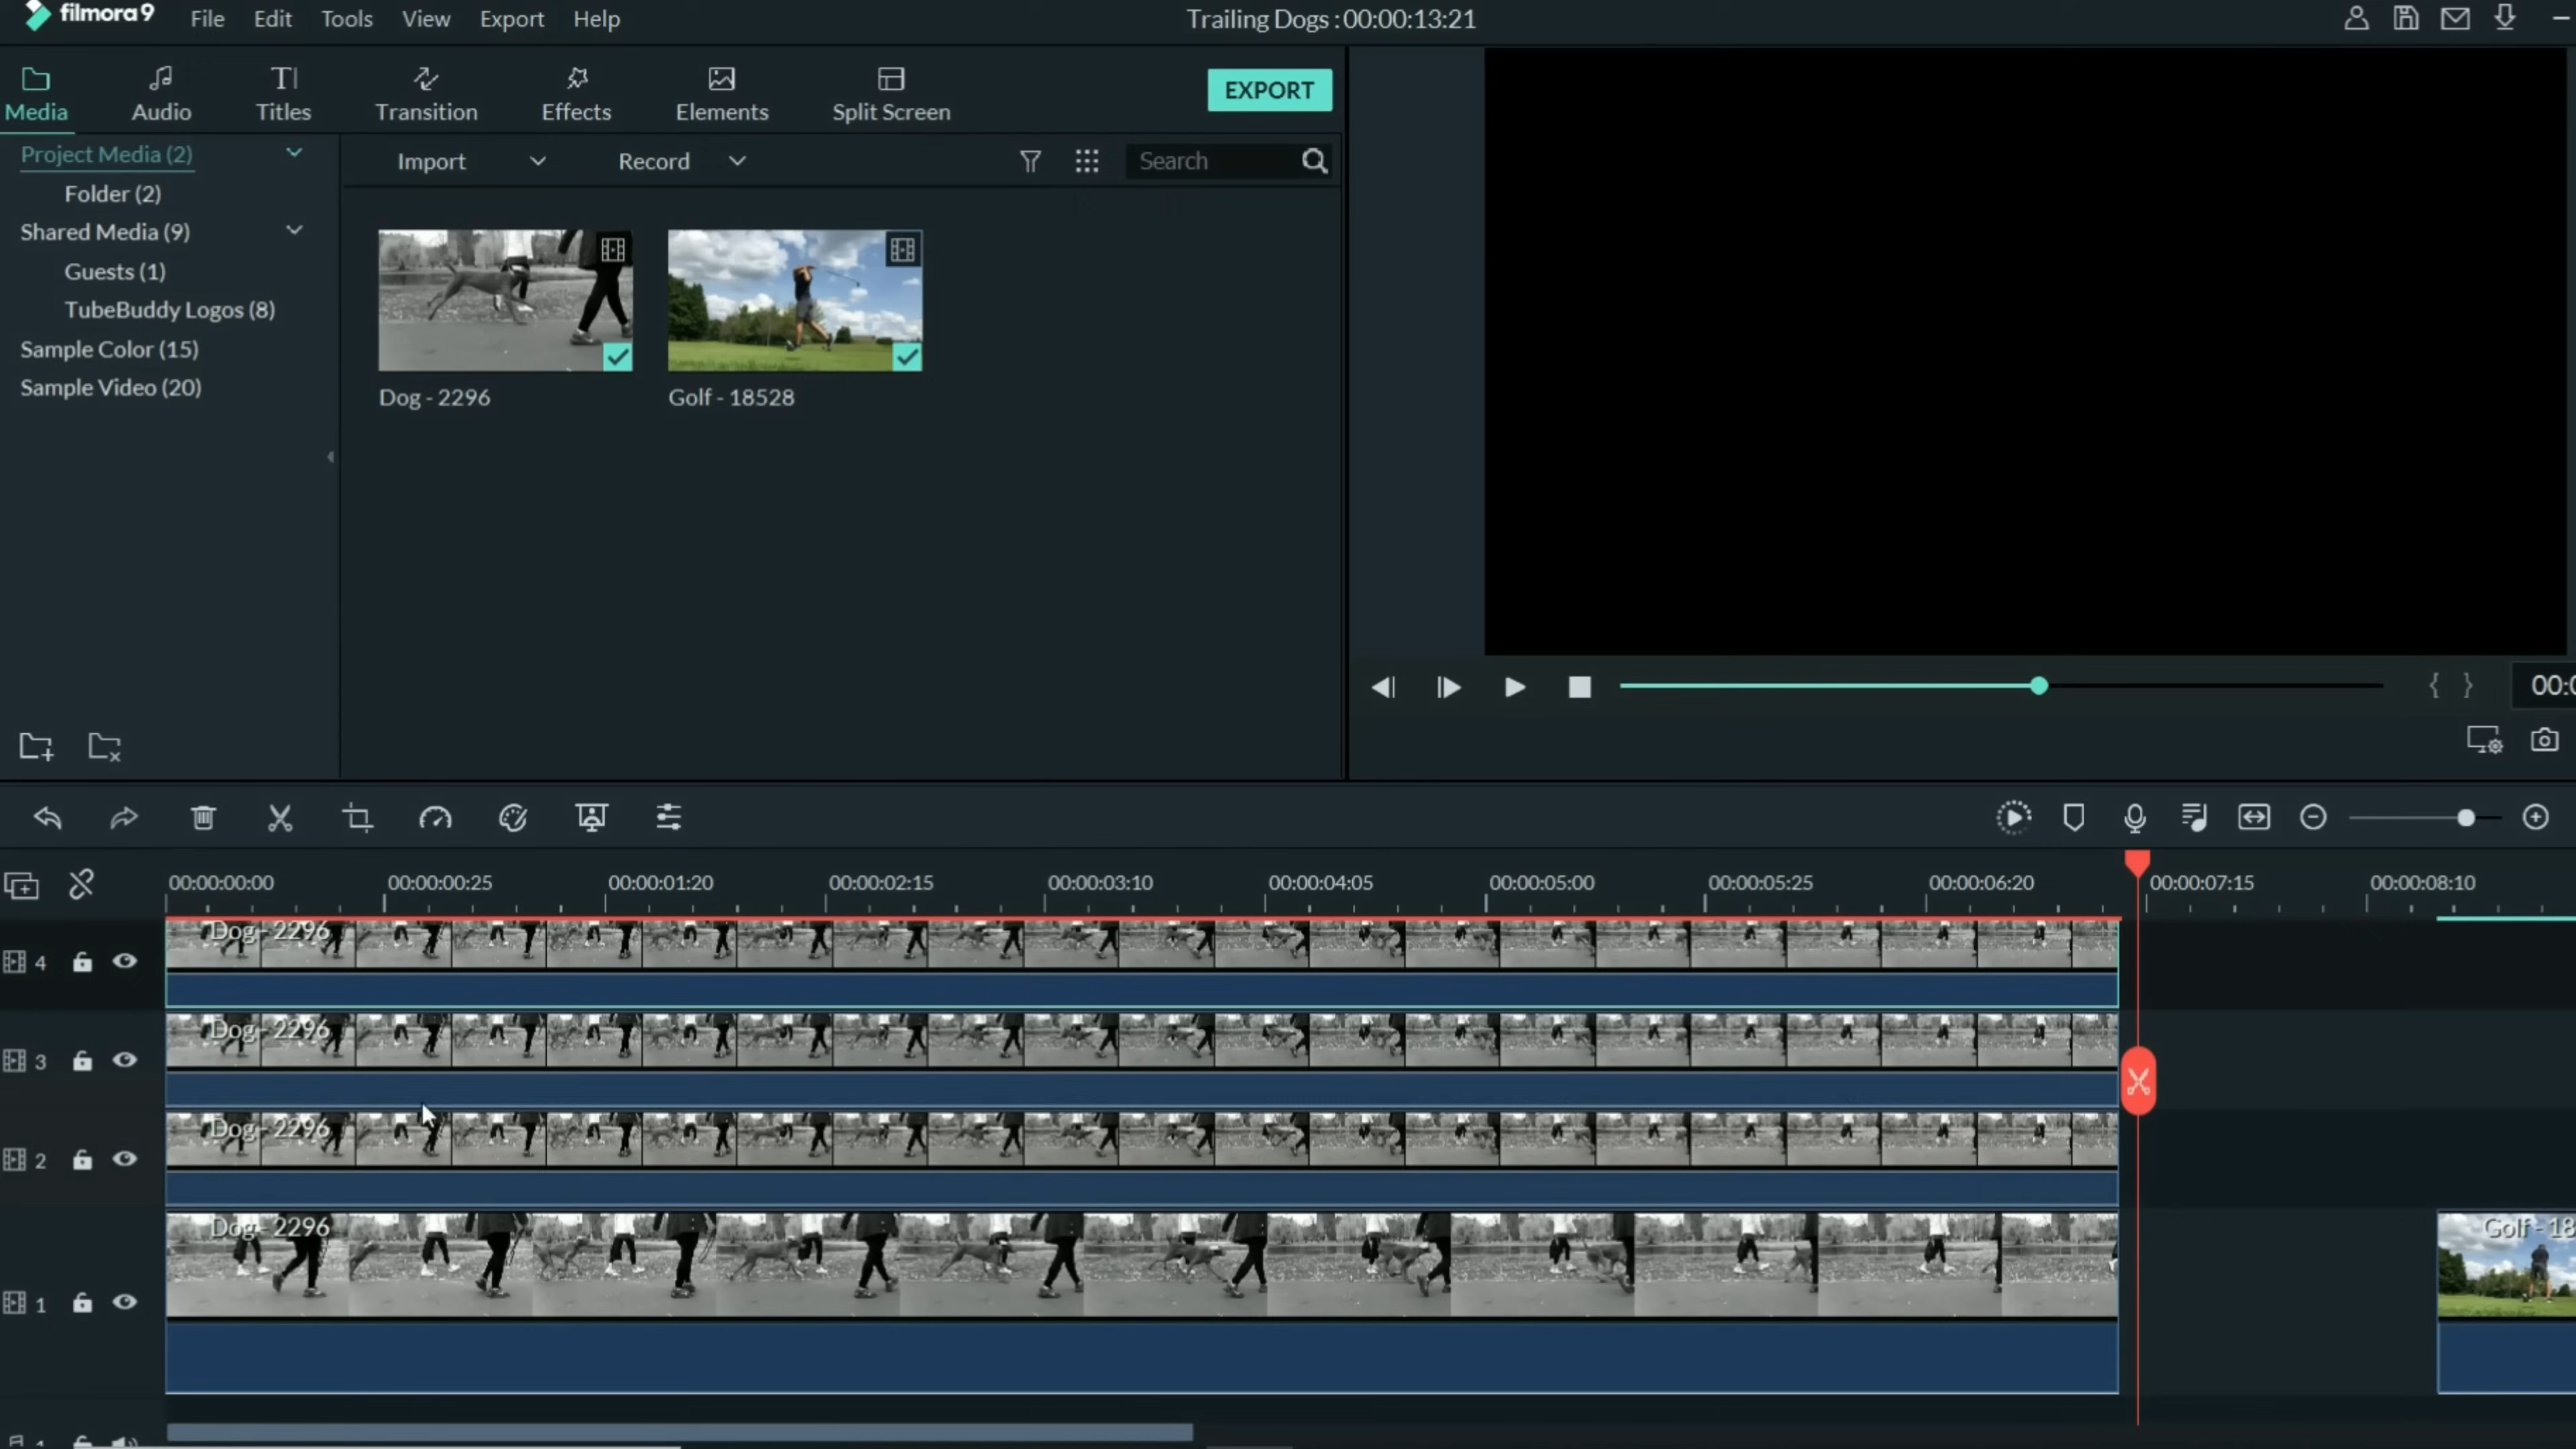 filmora9 File Edit Tools View Export Help Trailing Dogs : 00:00:13:21
Media Audio Titles Transition Effects Elements Split Screen EXPORT
Project Media (2)
Folder (2)
Shared Media (9)
Guests (1)
TubeBuddy Logos (8)
Sample Color (15)
Sample Video (20)
Import Record Search
Dog - 2296 Golf - 18528
00:0
00:00:00:00 00:00:00:25 00:00:01:20 00:00:02:15 00:00:03:10 00:00:04:05 00:00:05:00 00:00:05:25 00:00:06:20 00:00:07:15 00:00:08:10
4 Dog - 2296
3 Dog - 2296
2 Dog - 2296
1 Dog - 2296 Golf - 18
1